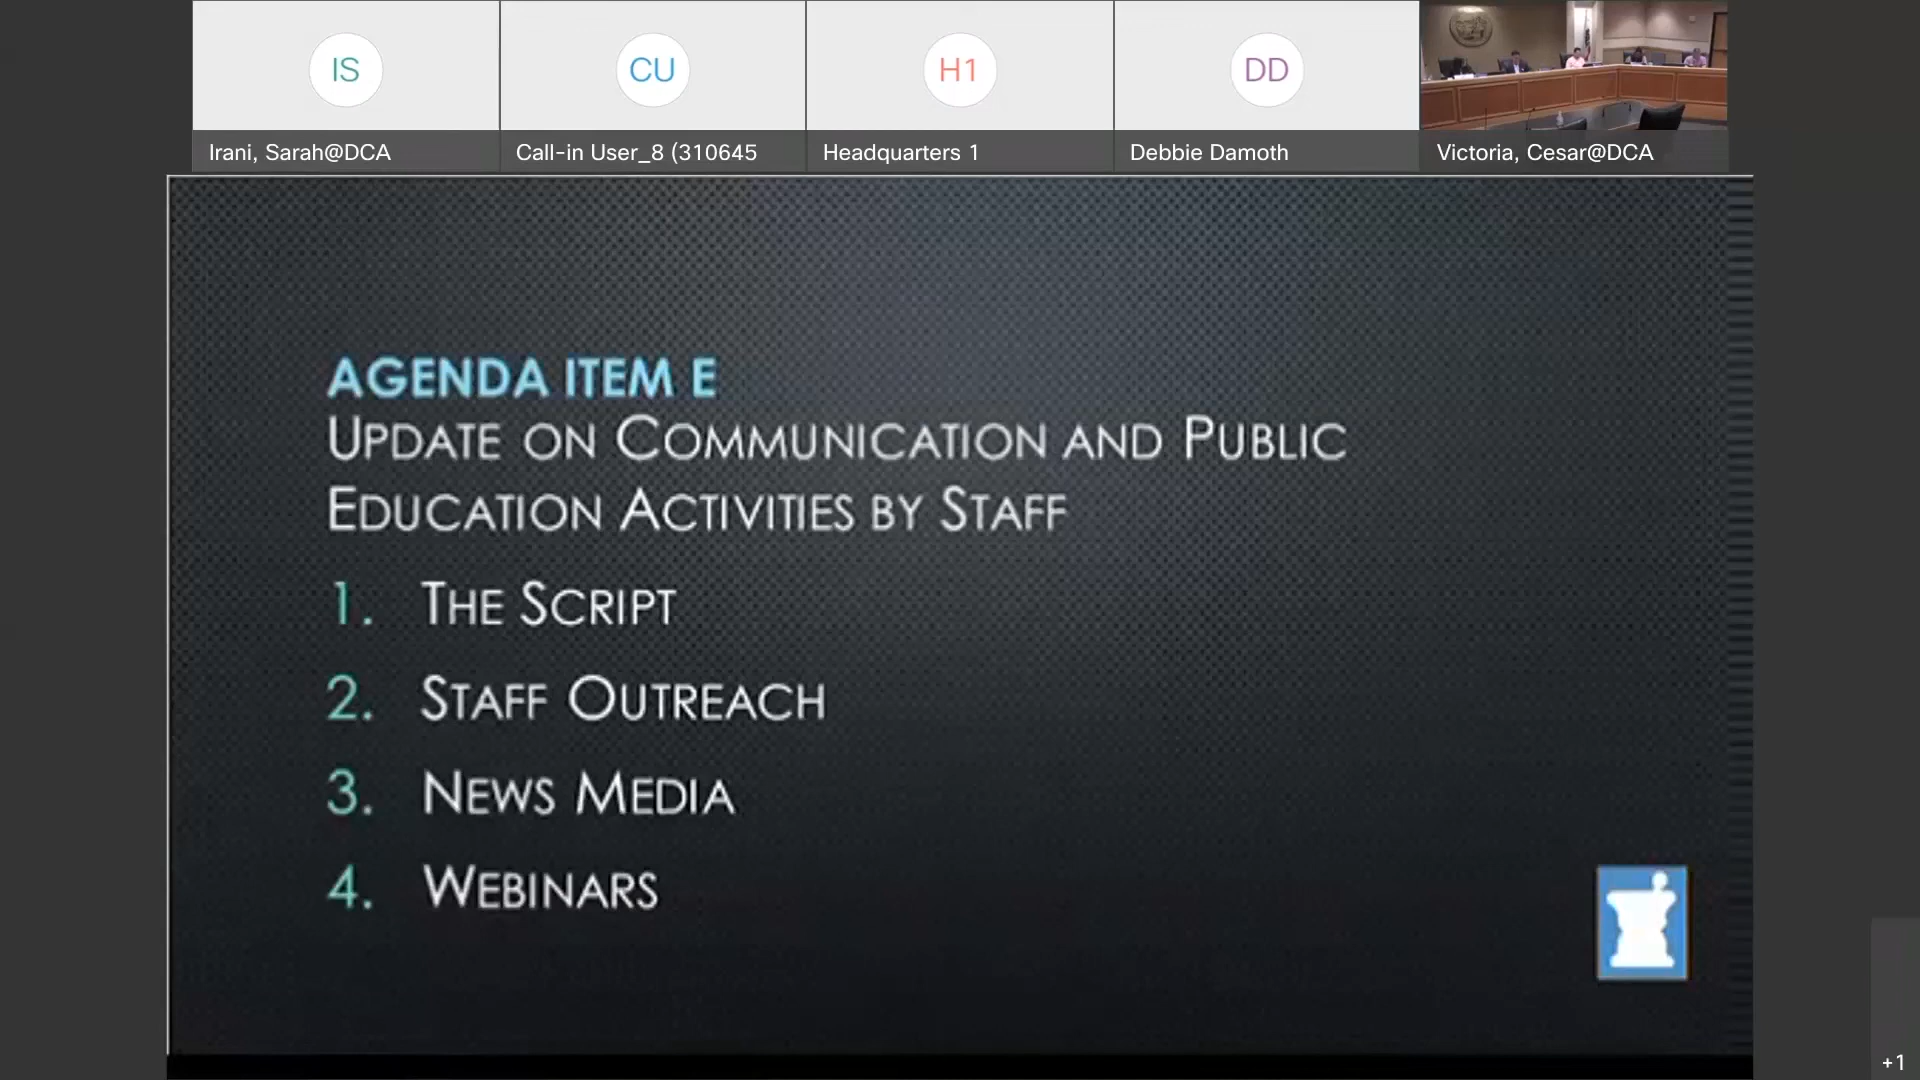 IS
CU
H1
DD
Irani, Sarah@DCA
Call-in User_8 (310645
Headquarters 1
Debbie Damoth
Victoria, Cesar@DCA
AGENDA ITEM E
UPDATE ON COMMUNICATION AND PUBLIC
EDUCATION ACTIVITIES BY STAFF
1. THE SCRIPT
2. STAFF OUTREACH
3. NEWS MEDIA
4. WEBINARS
+1